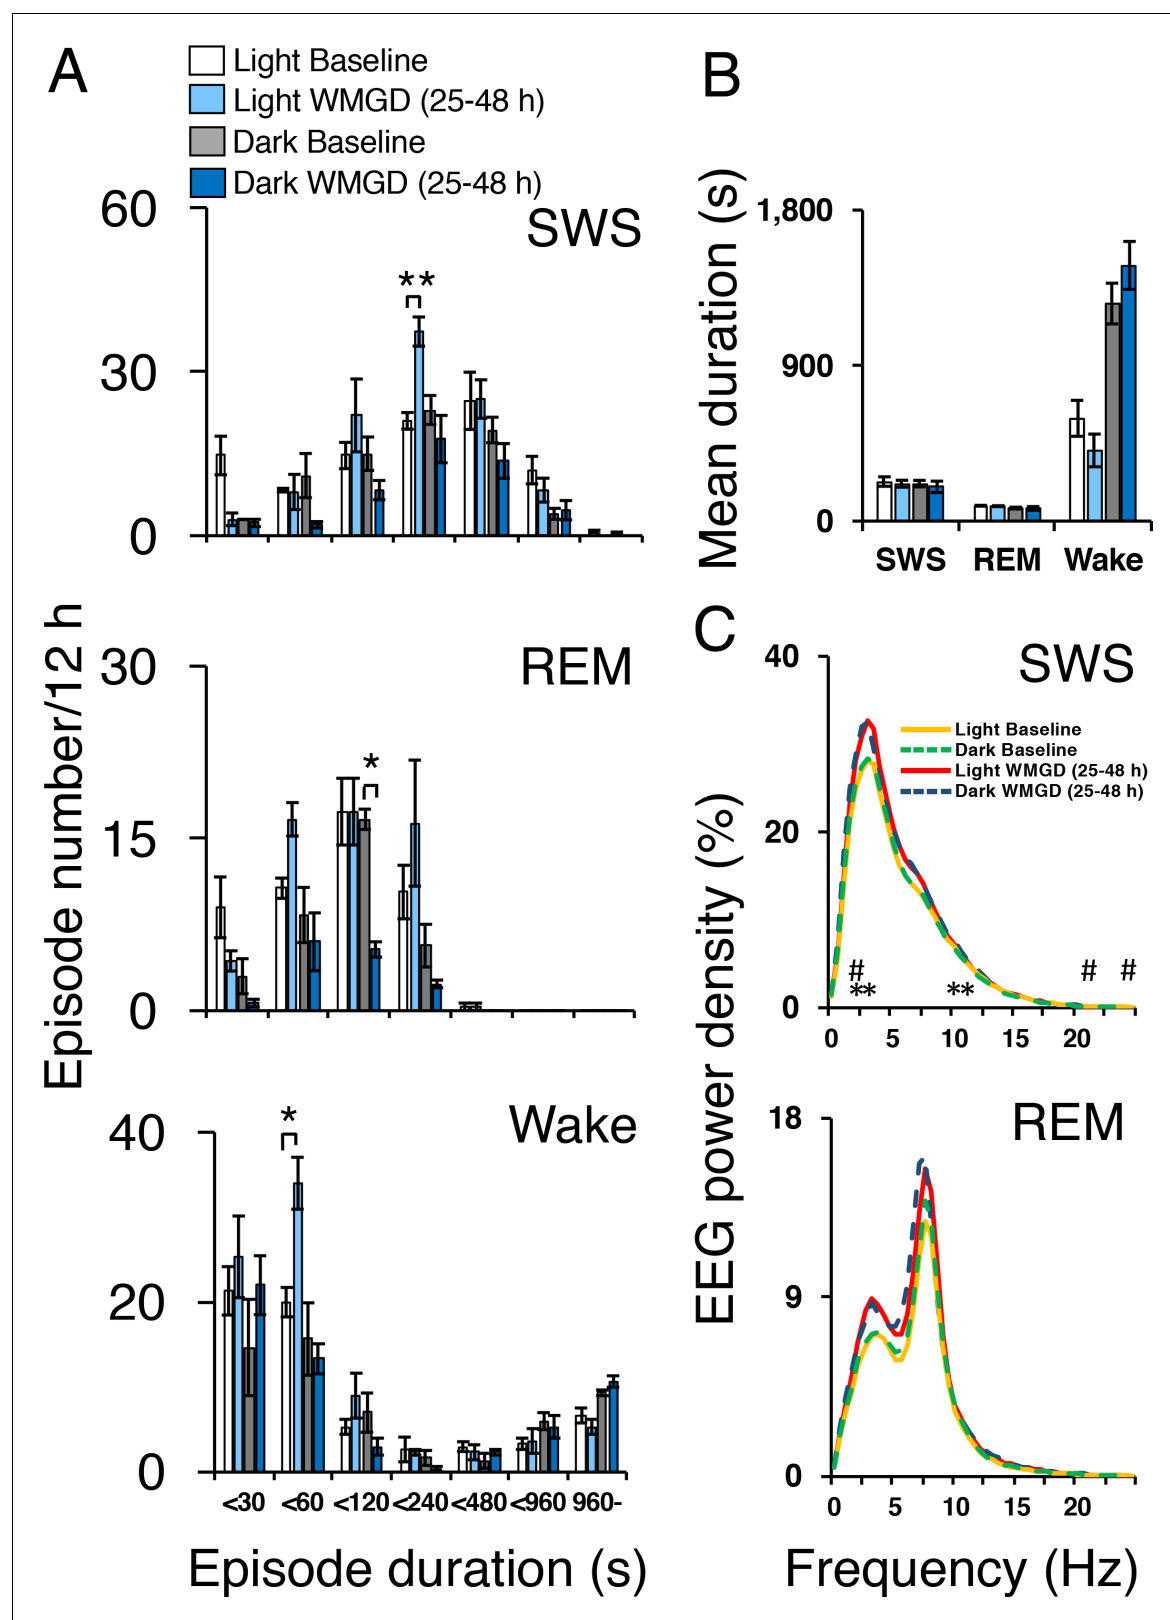 A
Light Baseline
Light WMGD (25-48 h)
Dark Baseline
Dark WMGD (25-48 h)
SWS
60
30
0
**
Episode number/12 h
REM
30
15
0
*
Wake
40
20
0
*
<30 <60 <120 <240 <480 <960 960-
Episode duration (s)
B
Mean duration (s)
1,800
900
0
SWS REM Wake
C
EEG power density (%)
SWS
40
20
0
Light Baseline
Dark Baseline
Light WMGD (25-48 h)
Dark WMGD (25-48 h)
# # #
** **
0 5 10 15 20
REM
18
9
0
0 5 10 15 20
Frequency (Hz)